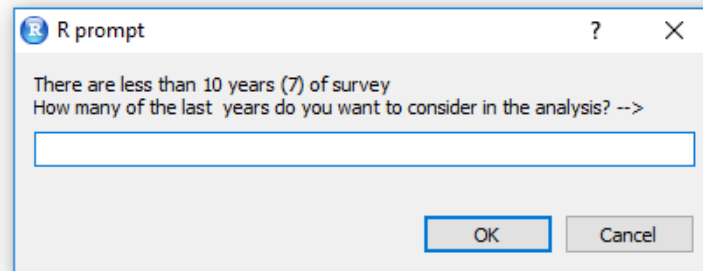 R R prompt ?
There are less than 10 years (7) of survey
How many of the last years do you want to consider in the analysis? -->
OK Cancel